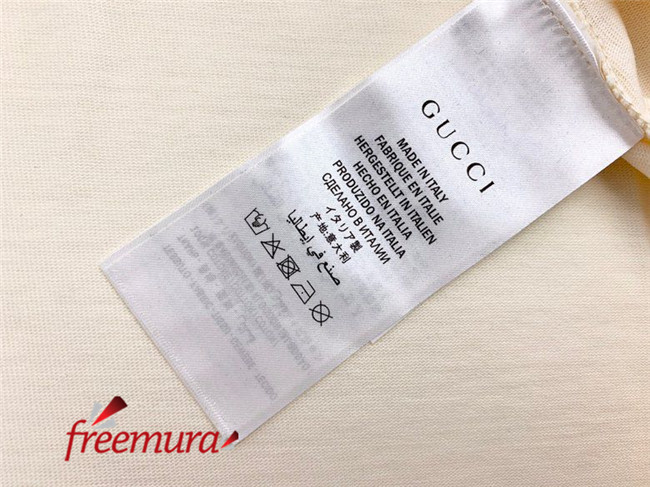 GUCCI
MADE IN ITALY
FABRIQUE EN ITALIE
HERGESTELLT IN ITALIEN
HECHO EN ITALIA
PRODUZIDO NA ITALIA
СДЕЛАНО В ИТАЛИИ
イタリア製
产地:意大利
صنع في إيطاليا
freemura